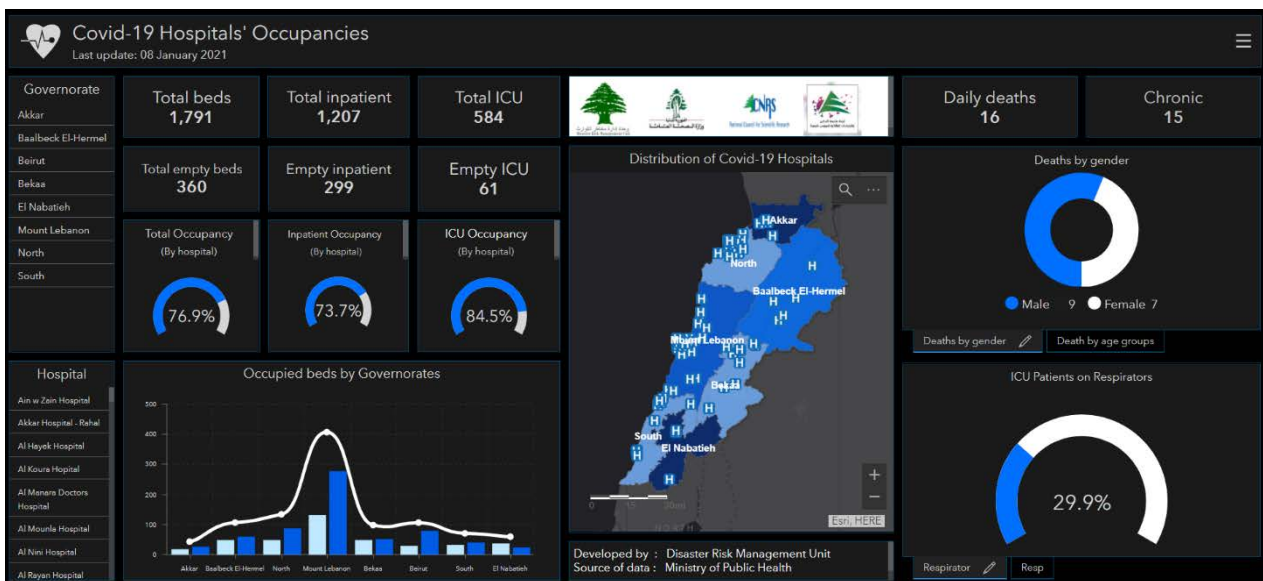 Covid-19 Hospitals' Occupancies
Last update: 08 January 2021
Governorate
Akkar
Baalbeck El-Hermel
Beirut
Bekaa
El Nabatieh
Mount Lebanon
North
South
Total beds
1,791
Total inpatient
1,207
Total ICU
584
Total empty beds
360
Empty inpatient
299
Empty ICU
61
Total Occupancy
(By hospital)
76.9%
Inpatient Occupancy
(By hospital)
73.7%
ICU Occupancy
(By hospital)
84.5%
Hospital
Ain w Zein Hospital
Akkar Hospital - Rahal
Al Hayek Hospital
Al Koura Hopital
Al Manara Doctors
Hospital
Al Mounla Hospital
Al Nini Hospital
Al Rayan Hospital
Occupied beds by Governorates
500
400
300
200
100
0
Akkar
Baalbeck El-Hermel
North
Mount Lebanon
Bekaa
Beirut
South
El Nabatieh
CNRS
National Council for Scientific Research
Distribution of Covid-19 Hospitals
Akkar
North
Baalbeck El-Hermel
Mount Lebanon
Bekaa
South
El Nabatieh
Esri, HERE
Developed by : Disaster Risk Management Unit
Source of data : Ministry of Public Health
Daily deaths
16
Chronic
15
Deaths by gender
Male 9 Female 7
Deaths by gender
Death by age groups
ICU Patients on Respirators
29.9%
Respirator
Resp